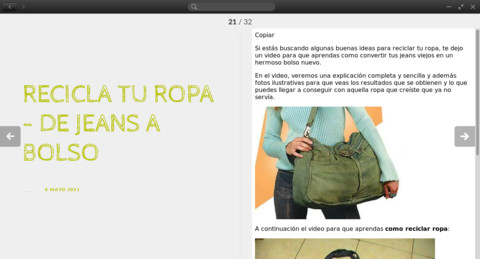 21 / 32
RECICLA TU ROPA
– DE JEANS A
BOLSO
6 MAYO 2011
Copiar
Si estás buscando algunas buenas ideas para reciclar tu ropa, te dejo
un video para que aprendas como convertir tus jeans viejos en un
hermoso bolso nuevo.
En el video, veremos una explicación completa y sencilla y además
fotos ilustrativas para que veas los resultados que se obtienen y lo que
puedes llegar a conseguir con aquella ropa que creíste que ya no
servía.
A continuación el video para que aprendas como reciclar ropa: